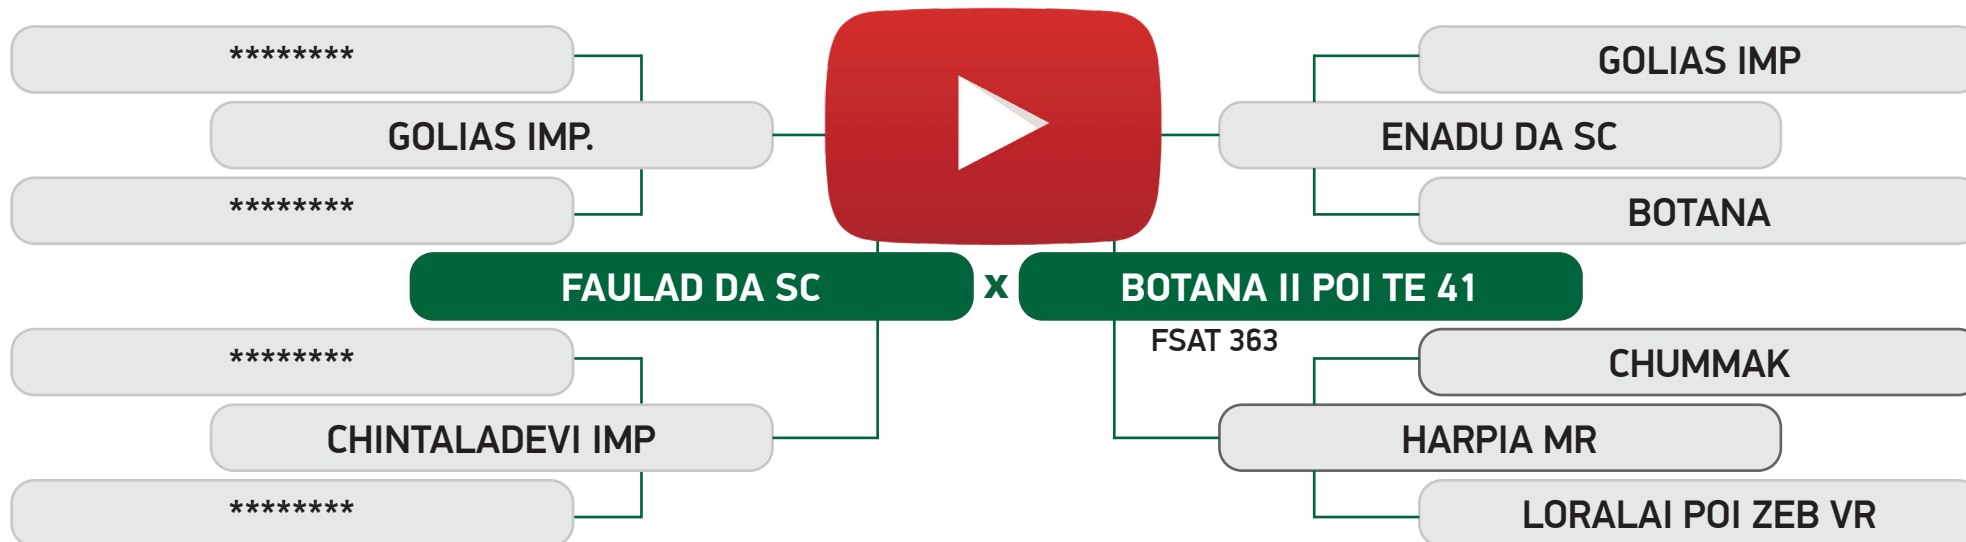 ********
GOLIAS IMP.
********
FAULAD DA SC
********
CHINTALADEVI IMP
********
x
GOLIAS IMP
ENADU DA SC
BOTANA
BOTANA II POI TE 41
FSAT 363
CHUMMAK
HARPIA MR
LORALAI POI ZEB VR